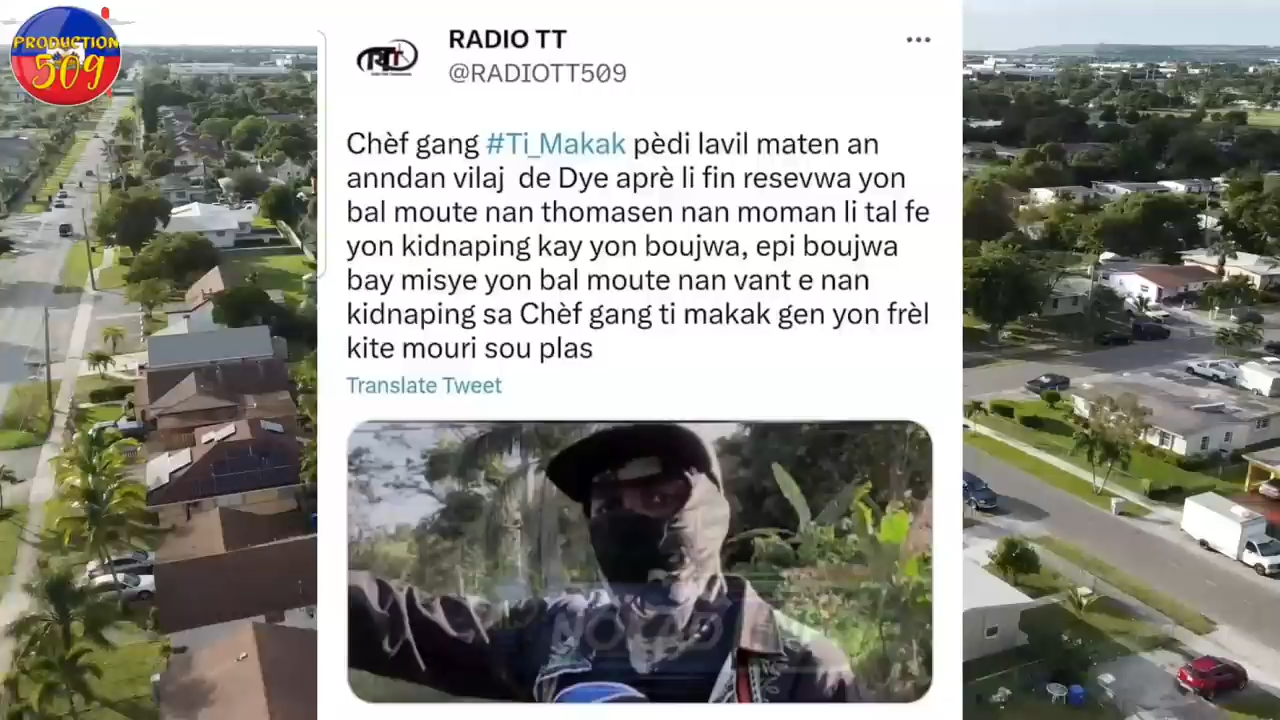 PRODUCTION
509
RADIO TT
@RADIOTT509
Chèf gang #Ti_Makak pèdi lavil maten an
anndan vilaj de Dye aprè li fin resevwa yon
bal moute nan thomasen nan moman li tal fe
yon kidnaping kay yon boujwa, epi boujwa
bay misye yon bal moute nan vant e nan
kidnaping sa Chèf gang ti makak gen yon frèl
kite mouri sou plas
Translate Tweet